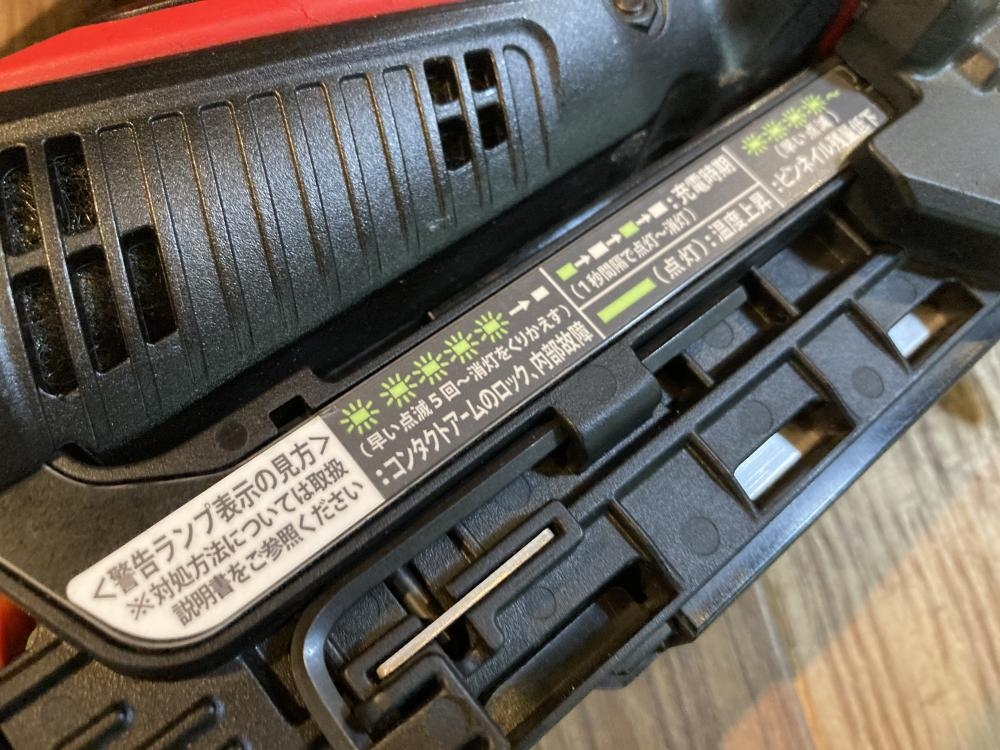 <警告ランプ表示の見方>
※対処方法については取扱
説明書をご参照ください
(早い点滅5回~消灯をくりかえす)
:コンタクトアームのロック、内部故障
:充電時期
(1秒間隔で点灯~消灯)
(点灯):温度上昇
~
(早い点滅)
:ピンネイル残量低下